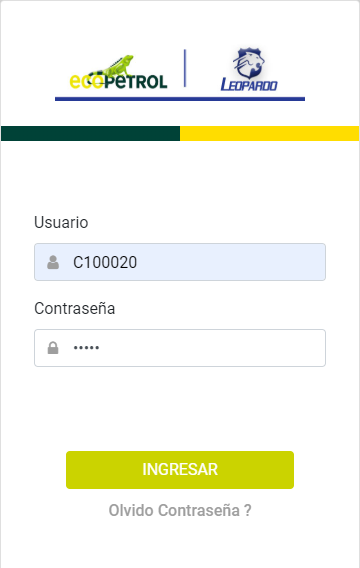 ecoPETROL
LEOPARDO
Usuario
C100020
Contraseña
•••••
INGRESAR
Olvido Contraseña ?